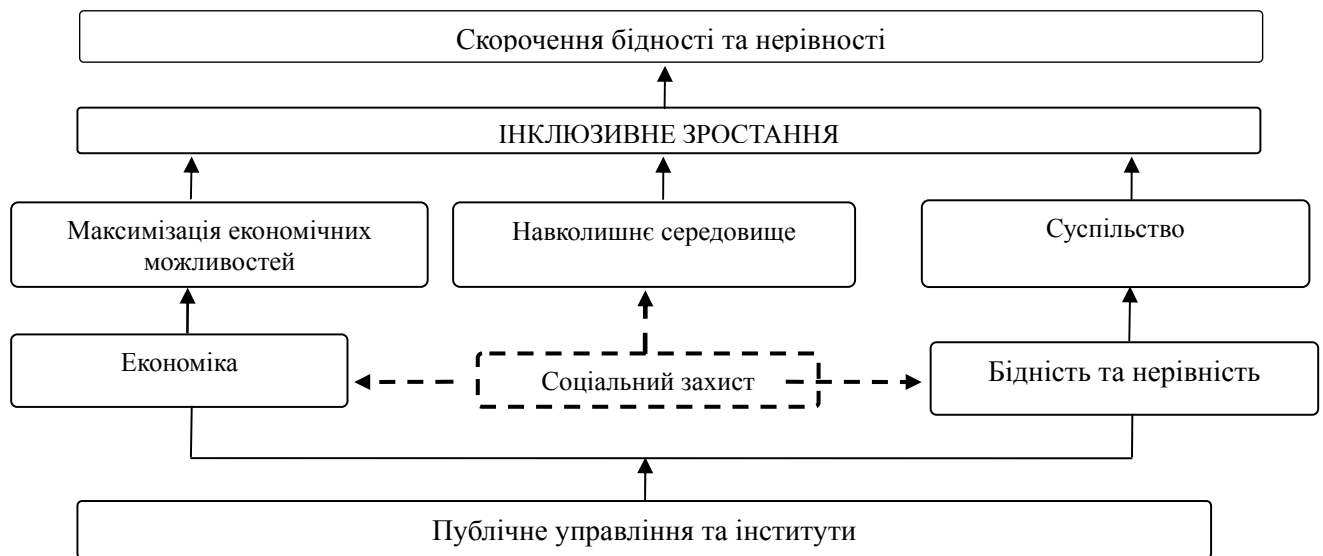 Скорочення бідності та нерівності
ІНКЛЮЗИВНЕ ЗРОСТАННЯ
Максимізація економічних
можливостей
Навколишнє середовище
Суспільство
Економіка
Соціальний захист
Бідність та нерівність
Публічне управління та інститути